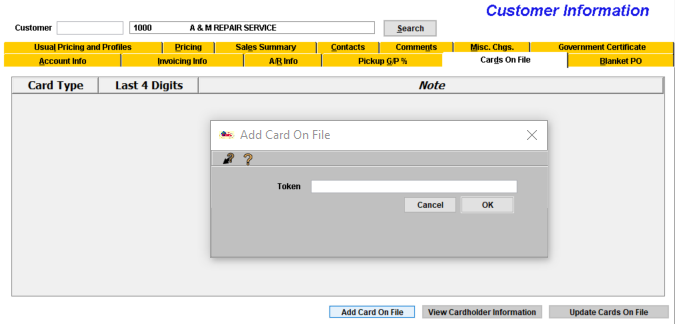 Customer Information
Customer 1000 A & M REPAIR SERVICE Search
Usual Pricing and Profiles Pricing Sales Summary Contacts Comments Misc. Chgs. Government Certificate
Account Info Invoicing Info A/R Info Pickup G/P % Cards On File Blanket PO
Card Type Last 4 Digits Note
Add Card On File
Token
Cancel OK
Add Card On File View Cardholder Information Update Cards On File